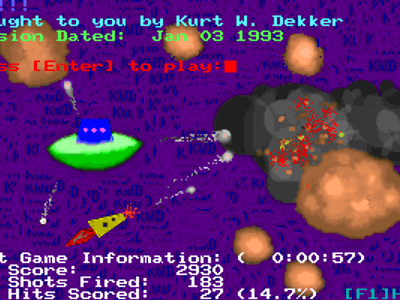 !!!
ught to you by Kurt W. Dekker
sion Dated: Jan 03 1993
ss [Enter] to play:
t Game Information: ( 0:00:57)
Score: 2930
Shots Fired: 183
Hits Scored: 27 (14.7%) [F1]H